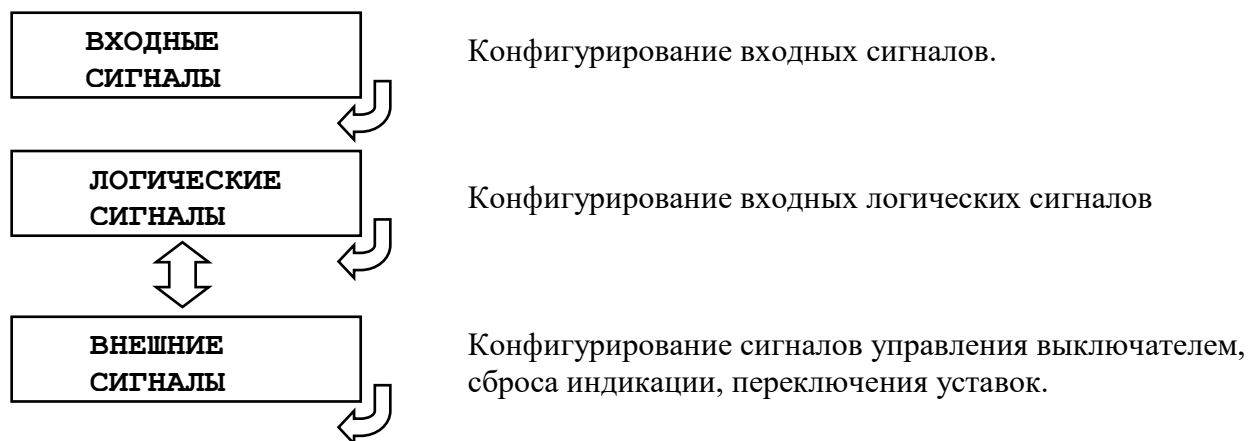 ВХОДНЫЕ
СИГНАЛЫ
Конфигурирование входных сигналов.
ЛОГИЧЕСКИЕ
СИГНАЛЫ
Конфигурирование входных логических сигналов
ВНЕШНИЕ
СИГНАЛЫ
Конфигурирование сигналов управления выключателем,
сброса индикации, переключения уставок.